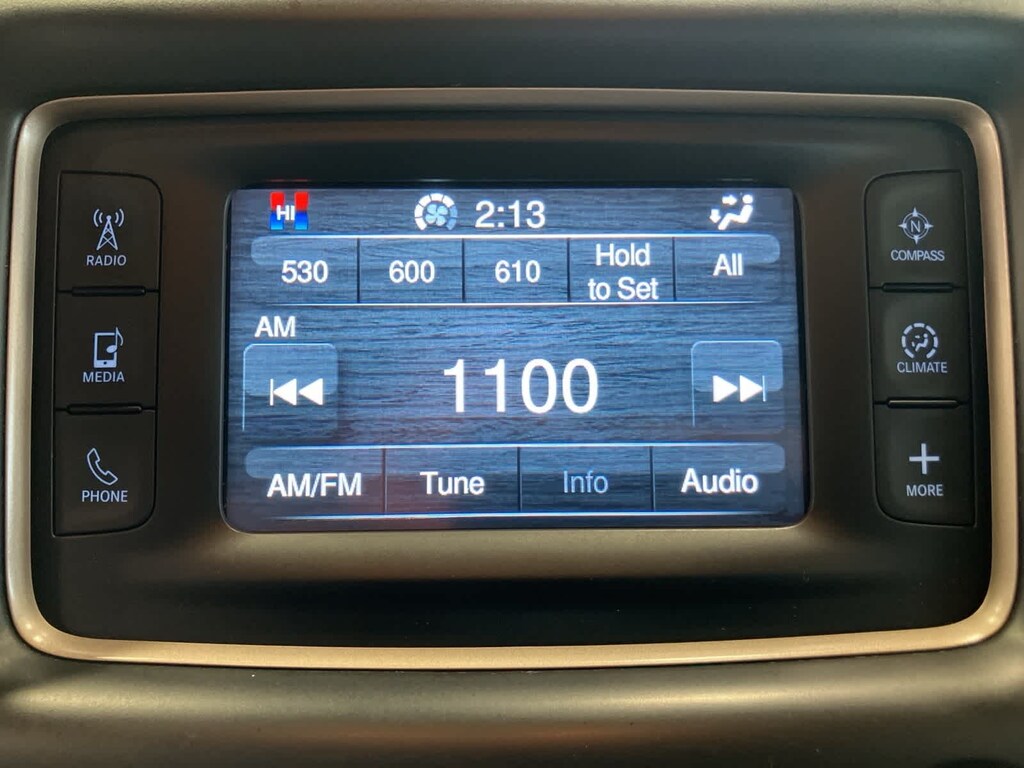 HI 2:13
530 600 610 Hold to Set All
AM
1100
AM/FM Tune Info Audio
RADIO
MEDIA
PHONE
N
COMPASS
CLIMATE
MORE